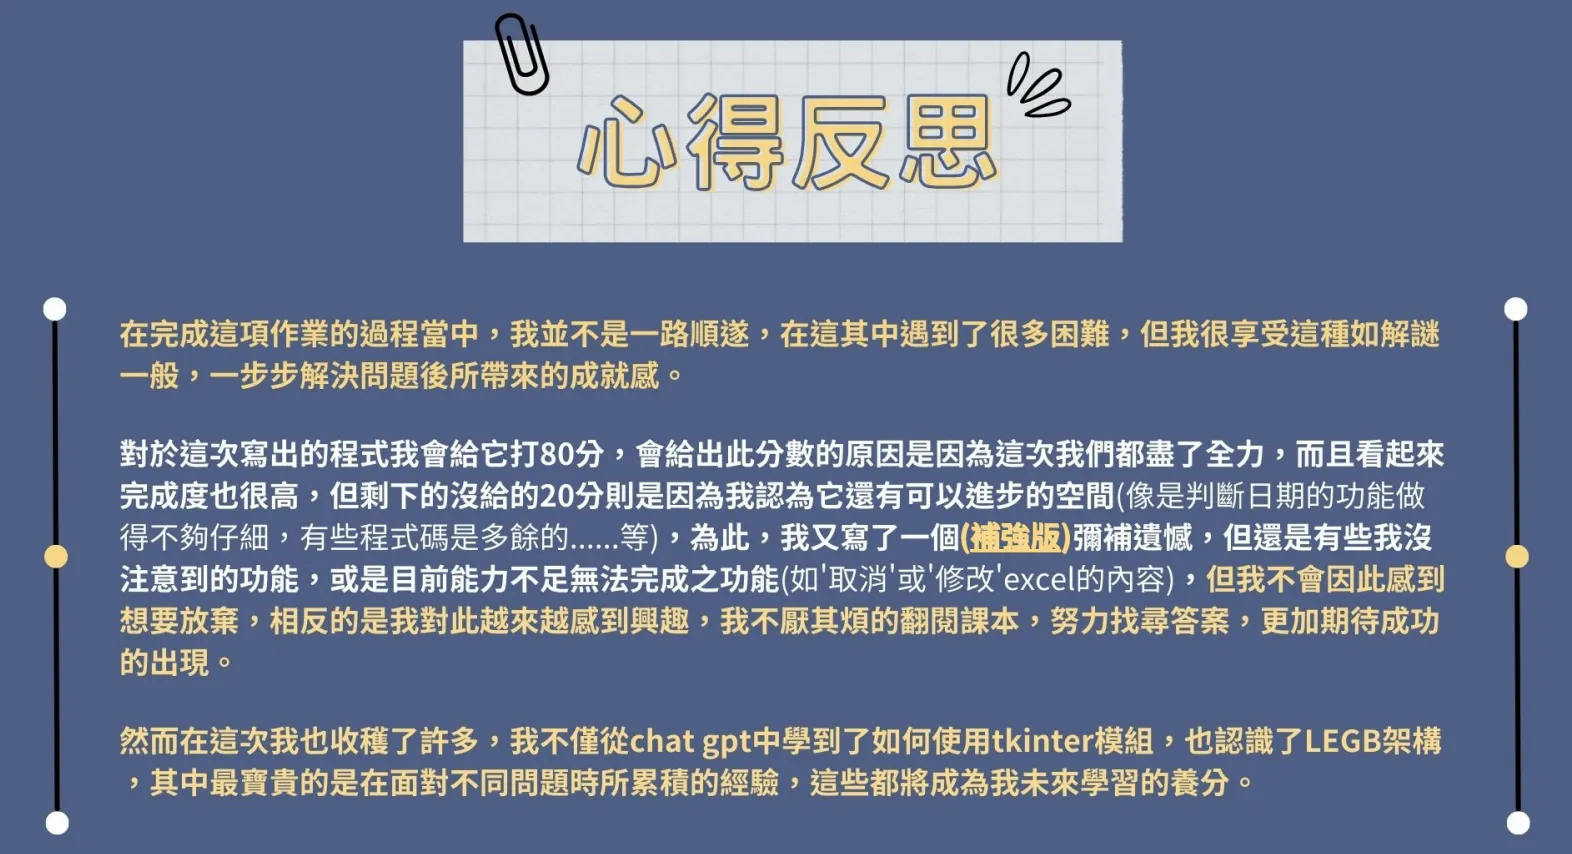 心得反思
在完成這項作業的過程當中，我並不是一路順遂，在這其中遇到了很多困難，但我很享受這種如解謎
一般，一步步解決問題後所帶來的成就感。
對於這次寫出的程式我會給它打80分，會給出此分數的原因是因為這次我們都盡了全力，而且看起來
完成度也很高，但剩下的沒給的20分則是因為我認為它還有可以進步的空間(像是判斷日期的功能做
得不夠仔細，有些程式碼是多餘的......等)，為此，我又寫了一個(補強版)彌補遺憾，但還是有些我沒
注意到的功能，或是目前能力不足無法完成之功能(如'取消'或'修改'excel的內容)，但我不會因此感到
想要放棄，相反的是我對此越來越感到興趣，我不厭其煩的翻閱課本，努力找尋答案，更加期待成功
的出現。
然而在這次我也收穫了許多，我不僅從chat gpt中學到了如何使用tkinter模組，也認識了LEGB架構
，其中最寶貴的是在面對不同問題時所累積的經驗，這些都將成為我未來學習的養分。